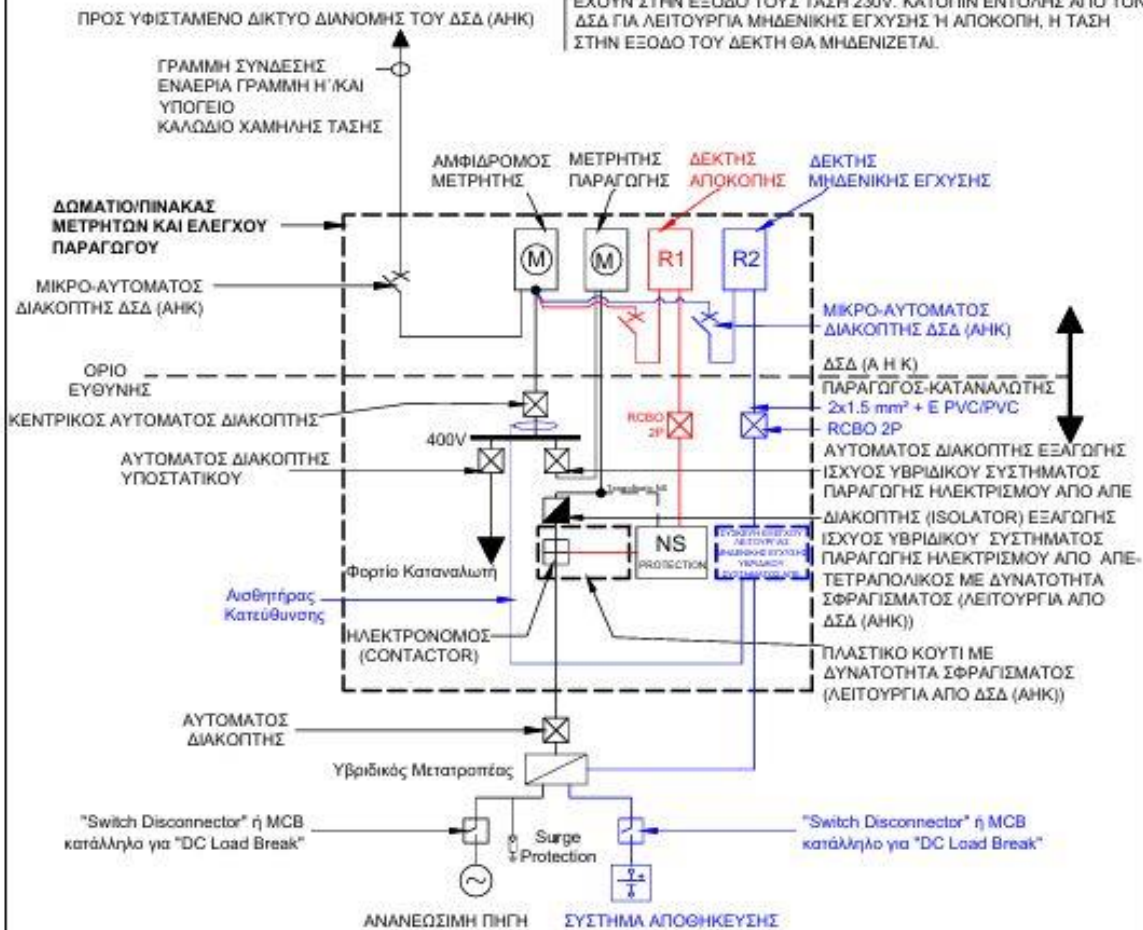 ΠΡΟΣ ΥΦΙΣΤΑΜΕΝΟ ΔΙΚΤΥΟ ΔΙΑΝΟΜΗΣ ΤΟΥ ΔΣΔ (ΑΗΚ)
ΕΧΟΥΝ ΣΤΗΝ ΕΞΟΔΟ ΤΟΥΣ ΤΑΣΗ 230V. ΚΑΤΟΠΙΝ ΕΝΤΟΛΗΣ ΑΠΟ ΤΟΝ
ΔΣΔ ΓΙΑ ΛΕΙΤΟΥΡΓΙΑ ΜΗΔΕΝΙΚΗΣ ΕΓΧΥΣΗΣ Ή ΑΠΟΚΟΠΗ, Η ΤΑΣΗ
ΣΤΗΝ ΕΞΟΔΟ ΤΟΥ ΔΕΚΤΗ ΘΑ ΜΗΔΕΝΙΖΕΤΑΙ.
ΓΡΑΜΜΗ ΣΥΝΔΕΣΗΣ
ΕΝΑΕΡΙΑ ΓΡΑΜΜΗ Η΄/ΚΑΙ
ΥΠΟΓΕΙΟ
ΚΑΛΩΔΙΟ ΧΑΜΗΛΗΣ ΤΑΣΗΣ
ΑΜΦΙΔΡΟΜΟΣ
ΜΕΤΡΗΤΗΣ
ΜΕΤΡΗΤΗΣ
ΠΑΡΑΓΩΓΗΣ
ΔΕΚΤΗΣ
ΑΠΟΚΟΠΗΣ
ΔΕΚΤΗΣ
ΜΗΔΕΝΙΚΗΣ ΕΓΧΥΣΗΣ
ΔΩΜΑΤΙΟ/ΠΙΝΑΚΑΣ
ΜΕΤΡΗΤΩΝ ΚΑΙ ΕΛΕΓΧΟΥ
ΠΑΡΑΓΩΓΟΥ
M
M
R1
R2
ΜΙΚΡΟ-ΑΥΤΟΜΑΤΟΣ
ΔΙΑΚΟΠΤΗΣ ΔΣΔ (ΑΗΚ)
ΜΙΚΡΟ-ΑΥΤΟΜΑΤΟΣ
ΔΙΑΚΟΠΤΗΣ ΔΣΔ (ΑΗΚ)
ΟΡΙΟ
ΕΥΘΥΝΗΣ
ΔΣΔ (Α Η Κ)
ΠΑΡΑΓΩΓΟΣ-ΚΑΤΑΝΑΛΩΤΗΣ
2x1.5 mm² + E PVC/PVC
RCBO 2P
ΚΕΝΤΡΙΚΟΣ ΑΥΤΟΜΑΤΟΣ ΔΙΑΚΟΠΤΗΣ
RCBO
2P
400V
ΑΥΤΟΜΑΤΟΣ ΔΙΑΚΟΠΤΗΣ
ΥΠΟΣΤΑΤΙΚΟΥ
ΑΥΤΟΜΑΤΟΣ ΔΙΑΚΟΠΤΗΣ ΕΞΑΓΩΓΗΣ
ΙΣΧΥΟΣ ΥΒΡΙΔΙΚΟΥ ΣΥΣΤΗΜΑΤΟΣ
ΠΑΡΑΓΩΓΗΣ ΗΛΕΚΤΡΙΣΜΟΥ ΑΠΟ ΑΠΕ
ΔΙΑΚΟΠΤΗΣ (ISOLATOR) ΕΞΑΓΩΓΗΣ
ΙΣΧΥΟΣ ΥΒΡΙΔΙΚΟΥ ΣΥΣΤΗΜΑΤΟΣ
ΠΑΡΑΓΩΓΗΣ ΗΛΕΚΤΡΙΣΜΟΥ ΑΠΟ ΑΠΕ-
ΤΕΤΡΑΠΟΛΙΚΟΣ ΜΕ ΔΥΝΑΤΟΤΗΤΑ
ΣΦΡΑΓΙΣΜΑΤΟΣ (ΛΕΙΤΟΥΡΓΙΑ ΑΠΟ
ΔΣΔ (ΑΗΚ))
NS
PROTECTION
ΛΕΙΤΟΥΡΓΙΑΣ
ΜΗΔΕΝΙΚΗΣ ΕΓΧΥΣΗΣ
ΥΒΡΙΔΙΚΟΥ
ΣΥΣΤΗΜΑΤΟΣ ΑΠΕ
Φορτίο Καταναλωτή
Αισθητήρας
Κατεύθυνσης
ΗΛΕΚΤΡΟΝΟΜΟΣ
(CONTACTOR)
ΠΛΑΣΤΙΚΟ ΚΟΥΤΙ ΜΕ
ΔΥΝΑΤΟΤΗΤΑ ΣΦΡΑΓΙΣΜΑΤΟΣ
(ΛΕΙΤΟΥΡΓΙΑ ΑΠΟ ΔΣΔ (ΑΗΚ))
ΑΥΤΟΜΑΤΟΣ
ΔΙΑΚΟΠΤΗΣ
Υβριδικός Μετατροπέας
"Switch Disconnector" ή MCB
κατάλληλο για "DC Load Break"
Surge
Protection
"Switch Disconnector" ή MCB
κατάλληλο για "DC Load Break"
ΑΝΑΝΕΩΣΙΜΗ ΠΗΓΗ
ΣΥΣΤΗΜΑ ΑΠΟΘΗΚΕΥΣΗΣ